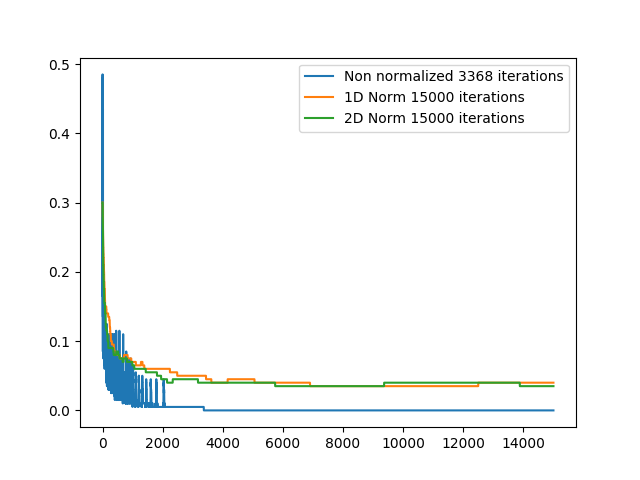 0.5
0.4
0.3
0.2
0.1
0.0
Non normalized 3368 iterations
1D Norm 15000 iterations
2D Norm 15000 iterations
0 2000 4000 6000 8000 10000 12000 14000